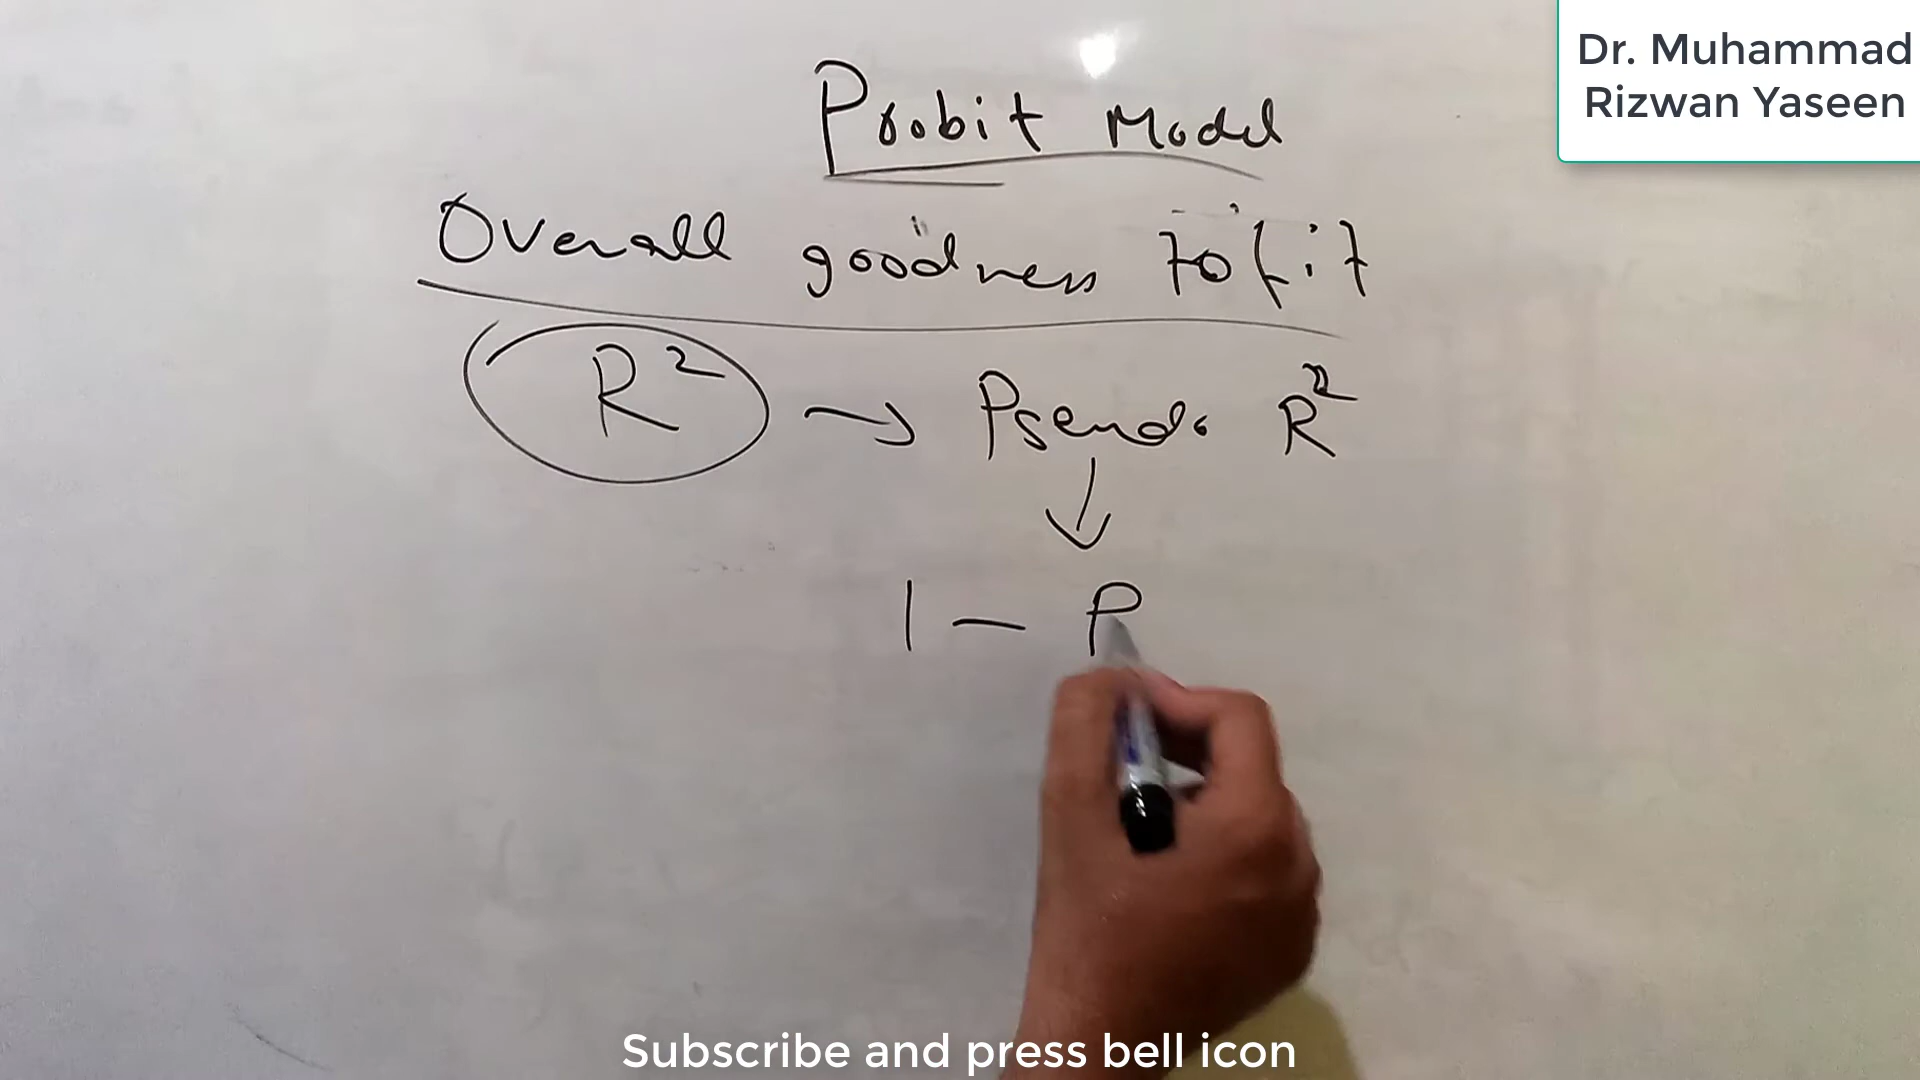 Dr. Muhammad
Rizwan Yaseen
Probit Model
Overall goodness to fit
R² → Pseudo R²
↓
1 - P
Subscribe and press bell icon